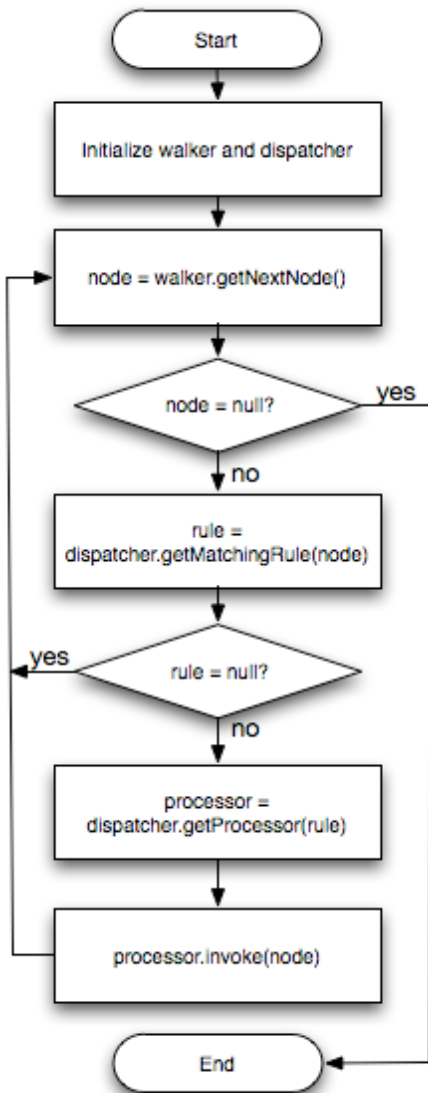 Start
Initialize walker and dispatcher
node = walker.getNextNode()
node = null?
yes
no
rule =
dispatcher.getMatchingRule(node)
yes
rule = null?
no
processor =
dispatcher.getProcessor(rule)
processor.invoke(node)
End